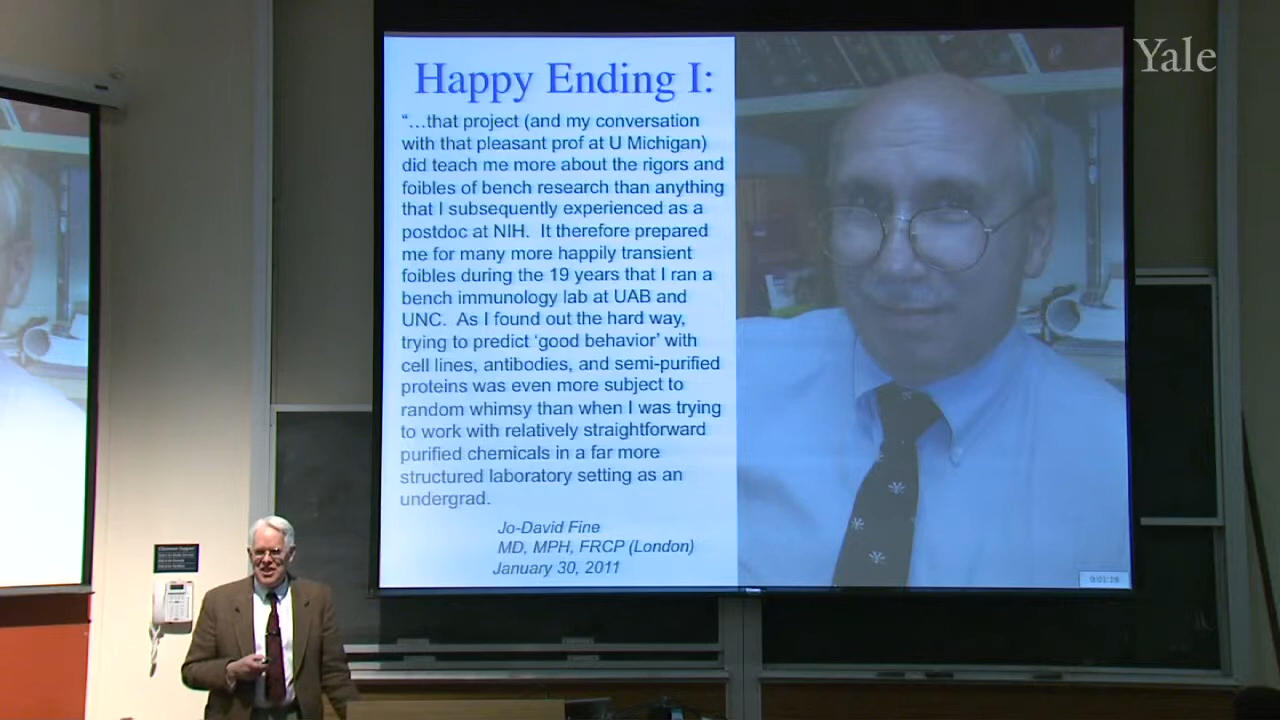 Yale
Happy Ending I:
“…that project (and my conversation
with that pleasant prof at U Michigan)
did teach me more about the rigors and
foibles of bench research than anything
that I subsequently experienced as a
postdoc at NIH. It therefore prepared
me for many more happily transient
foibles during the 19 years that I ran a
bench immunology lab at UAB and
UNC. As I found out the hard way,
trying to predict ‘good behavior’ with
cell lines, antibodies, and semi-purified
proteins was even more subject to
random whimsy than when I was trying
to work with relatively straightforward
purified chemicals in a far more
structured laboratory setting as an
undergrad.
Jo-David Fine
MD, MPH, FRCP (London)
January 30, 2011